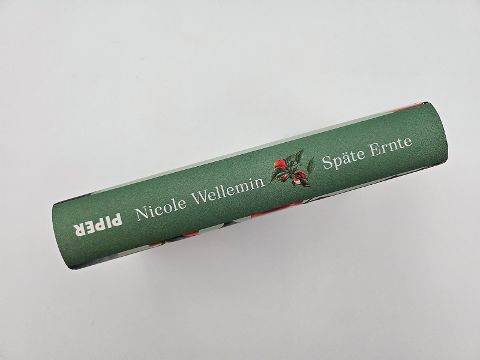 PIPER
Nicole Wellemin
Späte Ernte